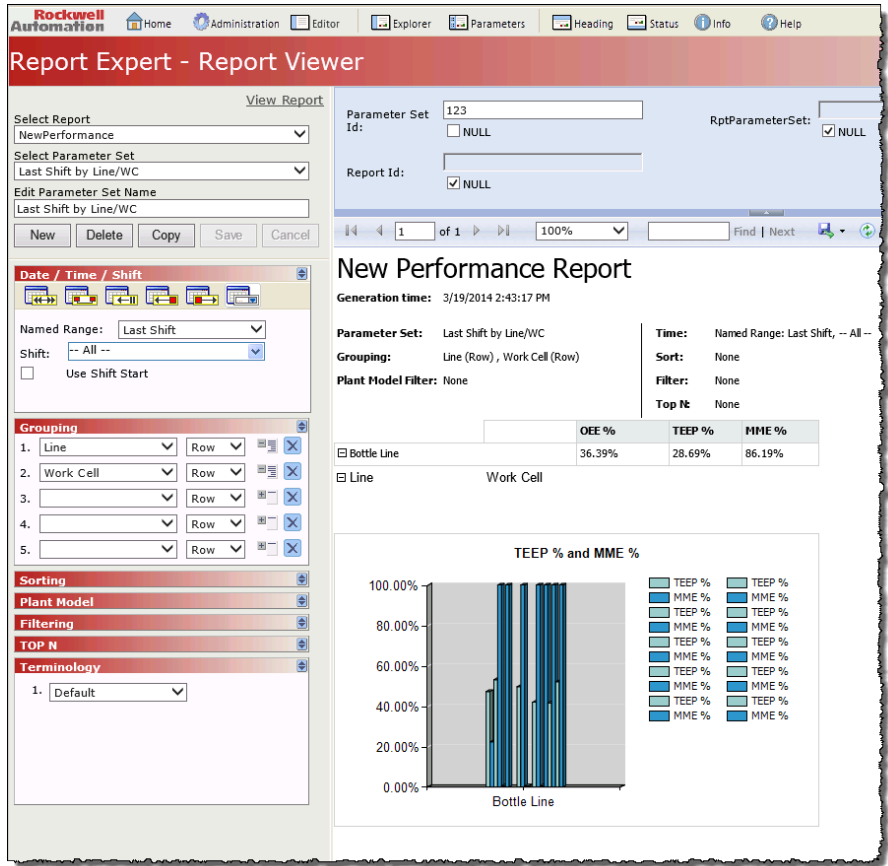 Rockwell Automation
Home Administration Editor Explorer Parameters Heading Status Info Help
Report Expert - Report Viewer
View Report
Select Report
NewPerformance
Select Parameter Set
Last Shift by Line/WC
Edit Parameter Set Name
Last Shift by Line/WC
New Delete Copy Save Cancel
Date / Time / Shift
Named Range: Last Shift
Shift: -- All --
Use Shift Start
Grouping
1. Line Row
2. Work Cell Row
3. Row
4. Row
5. Row
Sorting
Plant Model
Filtering
TOP N
Terminology
1. Default
Parameter Set Id: 123
NULL
RptParameterSet:
NULL
Report Id:
NULL
1 of 1 100% Find | Next
New Performance Report
Generation time: 3/19/2014 2:43:17 PM
Parameter Set: Last Shift by Line/WC
Grouping: Line (Row) , Work Cell (Row)
Plant Model Filter: None
Time: Named Range: Last Shift, -- All --
Sort: None
Filter: None
Top N: None
OEE % TEEP % MME %
Bottle Line 36.39% 28.69% 86.19%
Line Work Cell
TEEP % and MME %
100.00%
80.00%
60.00%
40.00%
20.00%
0.00%
Bottle Line
TEEP % TEEP %
MME % MME %
TEEP % TEEP %
MME % MME %
TEEP % TEEP %
MME % MME %
TEEP % TEEP %
MME % MME %
TEEP % TEEP %
MME % MME %